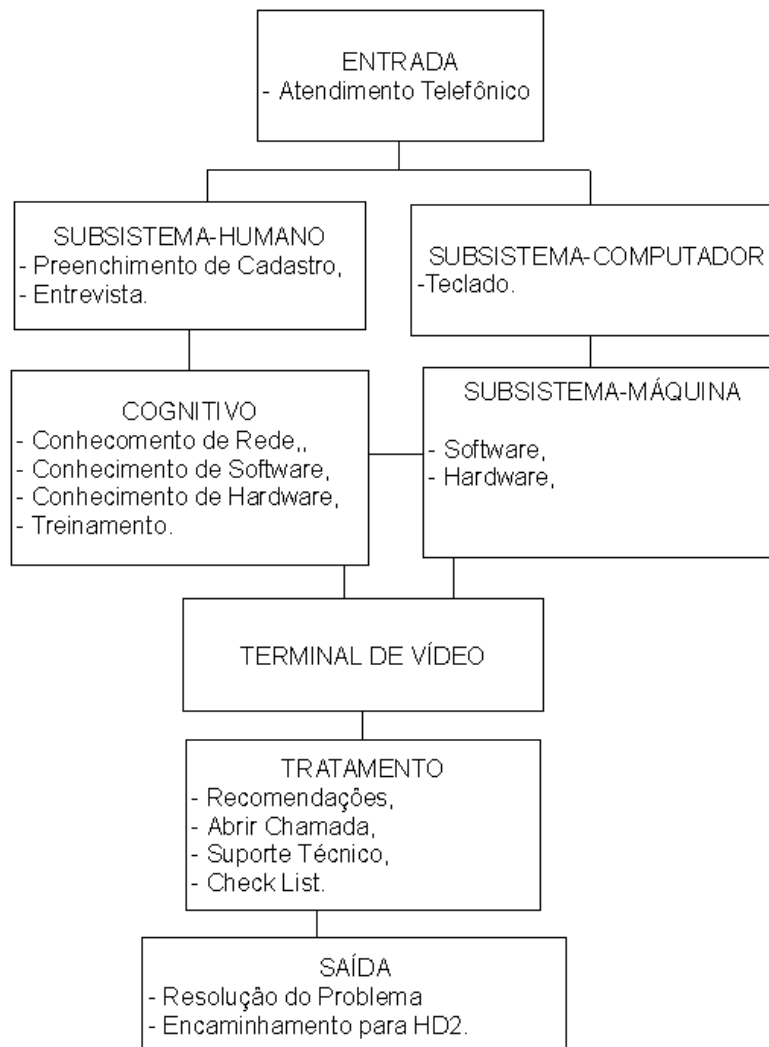 ENTRADA
- Atendimento Telefônico
SUBSISTEMA-HUMANO
- Preenchimento de Cadastro,
- Entrevista.
SUBSISTEMA-COMPUTADOR
-Teclado.
COGNITIVO
- Conhecomento de Rede,,
- Conhecimento de Software,
- Conhecimento de Hardware,
- Treinamento.
SUBSISTEMA-MÁQUINA
- Software,
- Hardware,
TERMINAL DE VÍDEO
TRATAMENTO
- Recomendações,
- Abrir Chamada,
- Suporte Técnico,
- Check List.
SAÍDA
- Resolução do Problema
- Encaminhamento para HD2.